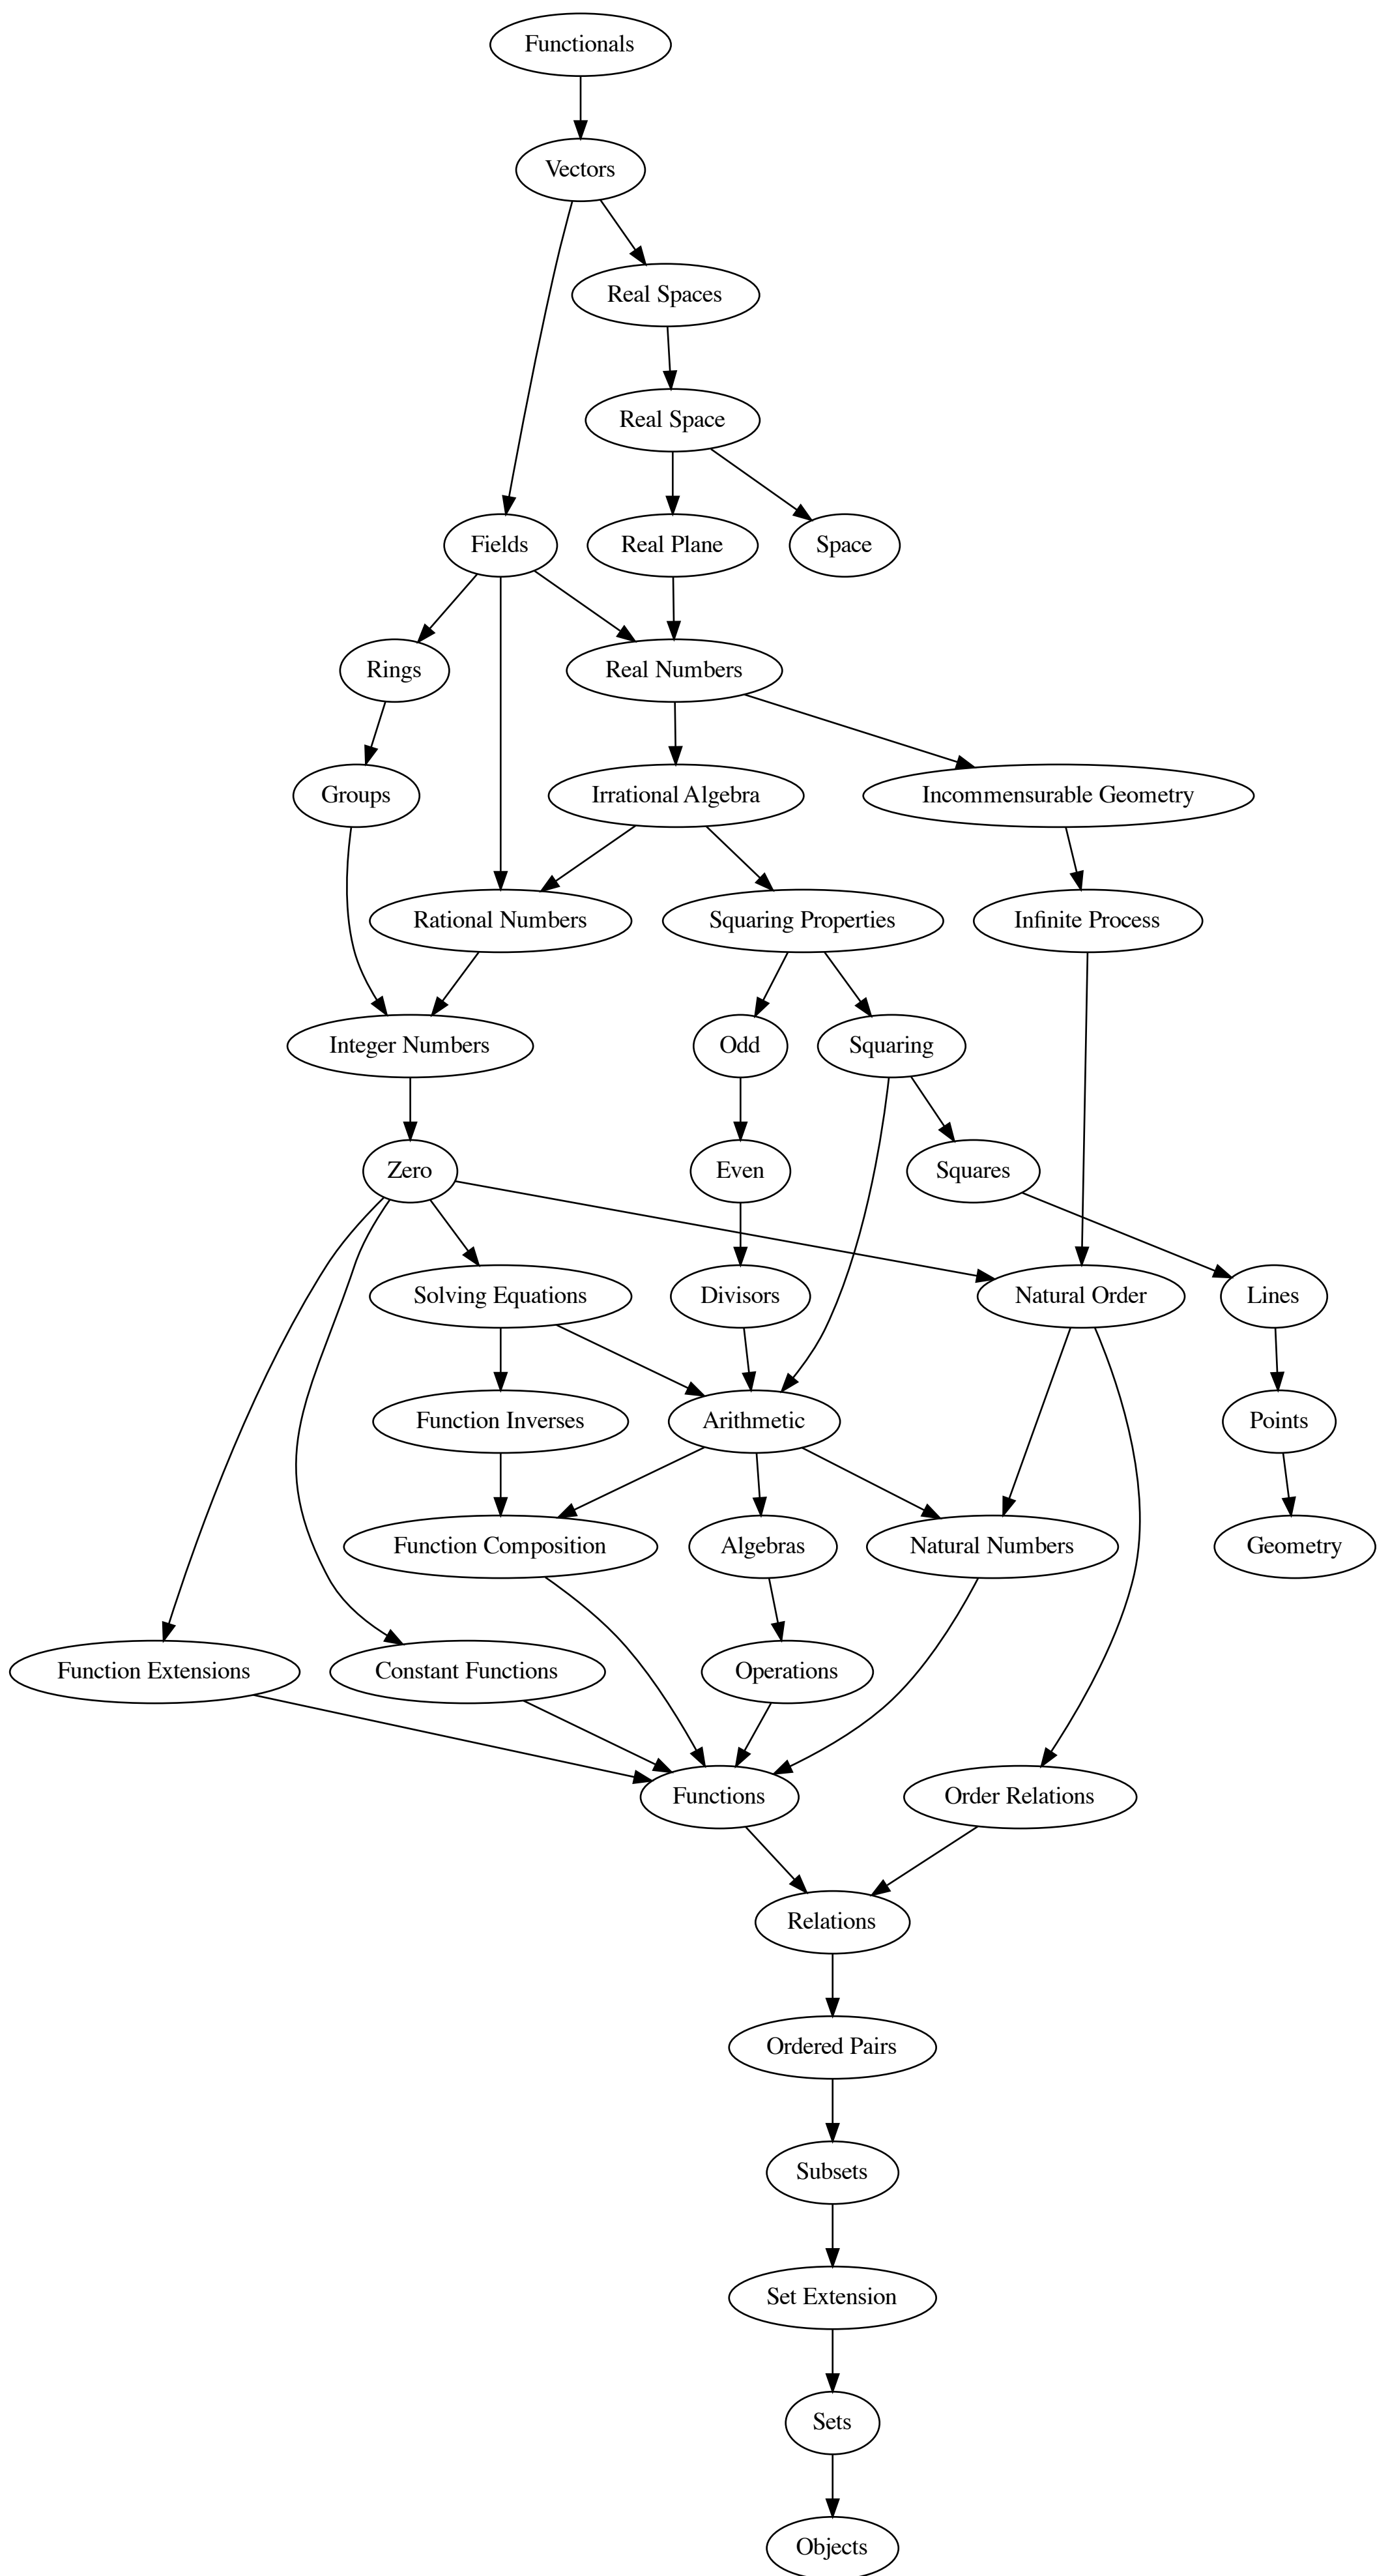 Functionals
Vectors
Real Spaces
Real Space
Fields
Real Plane
Space
Rings
Real Numbers
Groups
Irrational Algebra
Incommensurable Geometry
Rational Numbers
Squaring Properties
Infinite Process
Integer Numbers
Odd
Squaring
Zero
Even
Squares
Solving Equations
Divisors
Natural Order
Lines
Function Inverses
Arithmetic
Points
Function Composition
Algebras
Natural Numbers
Geometry
Function Extensions
Constant Functions
Operations
Functions
Order Relations
Relations
Ordered Pairs
Subsets
Set Extension
Sets
Objects